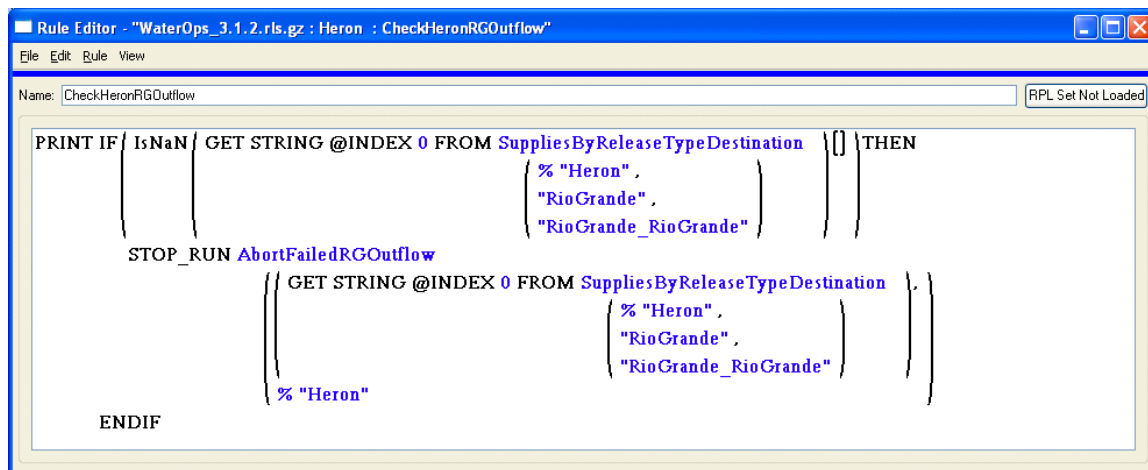 Rule Editor - "WaterOps_3.1.2.rls.gz : Heron : CheckHeronRGOutflow"
File Edit Rule View
Name: CheckHeronRGOutflow RPL Set Not Loaded
PRINT IF ( IsNaN ( GET STRING @INDEX 0 FROM SuppliesByReleaseTypeDestination ) [] ) THEN
( % "Heron" ,
"RioGrande" ,
"RioGrande_RioGrande" )
STOP_RUN AbortFailedRGOutflow
( ( GET STRING @INDEX 0 FROM SuppliesByReleaseTypeDestination ) , )
( % "Heron" ,
"RioGrande" ,
"RioGrande_RioGrande" )
% "Heron"
ENDIF